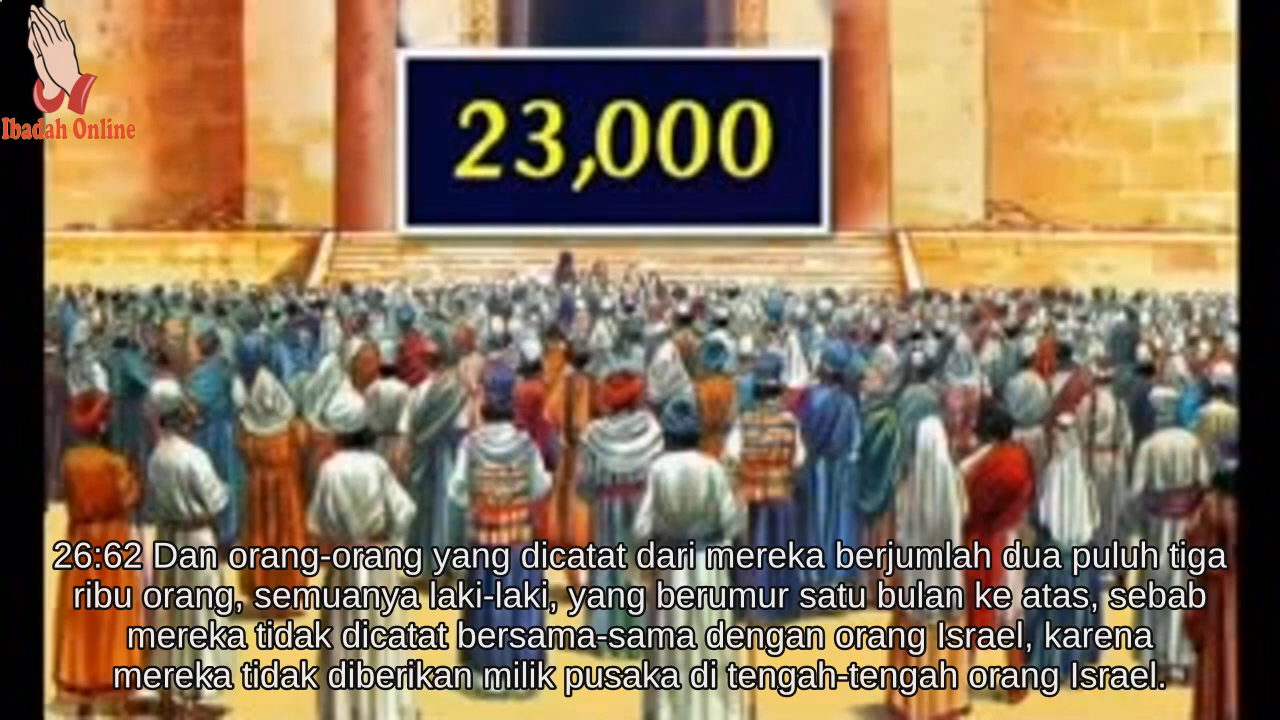 Ibadah Online
23,000
26:62 Dan orang-orang yang dicatat dari mereka berjumlah dua puluh tiga
ribu orang, semuanya laki-laki, yang berumur satu bulan ke atas, sebab
mereka tidak dicatat bersama-sama dengan orang Israel, karena
mereka tidak diberikan milik pusaka di tengah-tengah orang Israel.